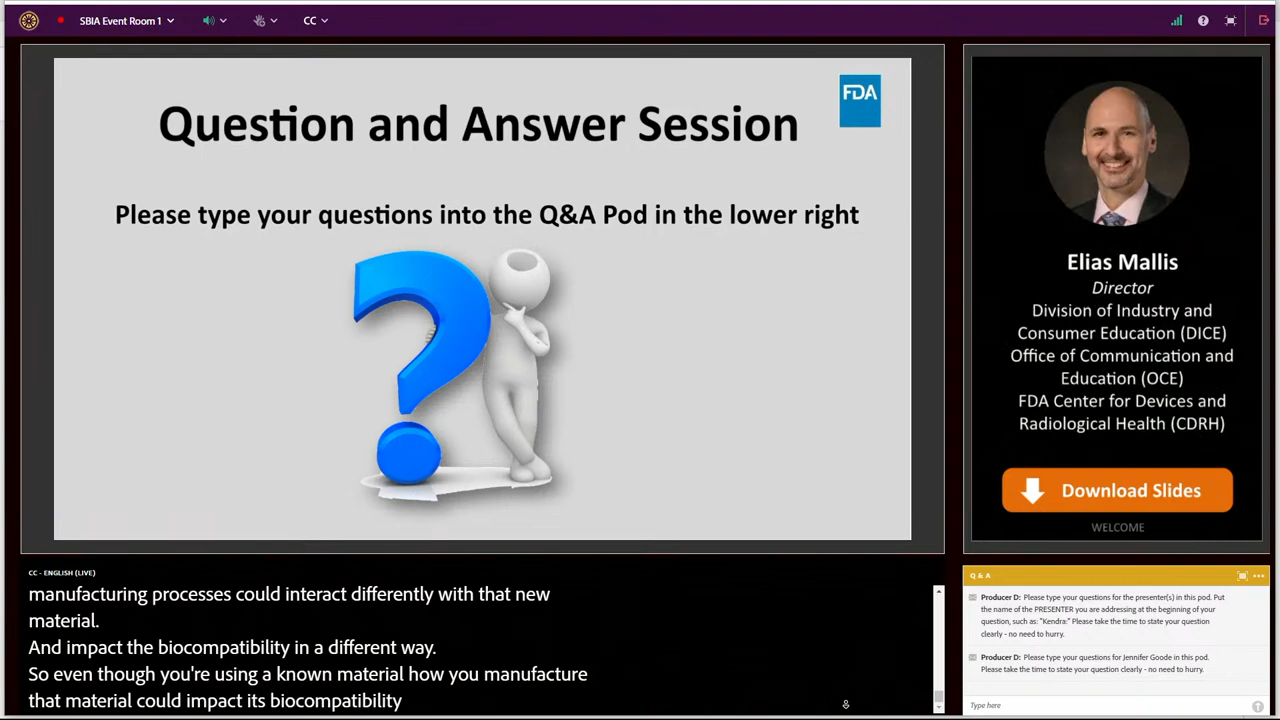 SBIA Event Room 1
CC
FDA
Question and Answer Session
Please type your questions into the Q&A Pod in the lower right
Elias Mallis
Director
Division of Industry and
Consumer Education (DICE)
Office of Communication and
Education (OCE)
FDA Center for Devices and
Radiological Health (CDRH)
Download Slides
WELCOME
CC - ENGLISH (LIVE)
manufacturing processes could interact differently with that new
material.
And impact the biocompatibility in a different way.
So even though you're using a known material how you manufacture
that material could impact its biocompatibility
Q & A
Producer D: Please type your questions for the presenter(s) in this pod. Put
the name of the PRESENTER you are addressing at the beginning of your
question, such as: "Kendra:" Please take the time to state your question
clearly - no need to hurry.
Producer D: Please type your questions for Jennifer Goode in this pod.
Please take the time to state your question clearly - no need to hurry.
Type here